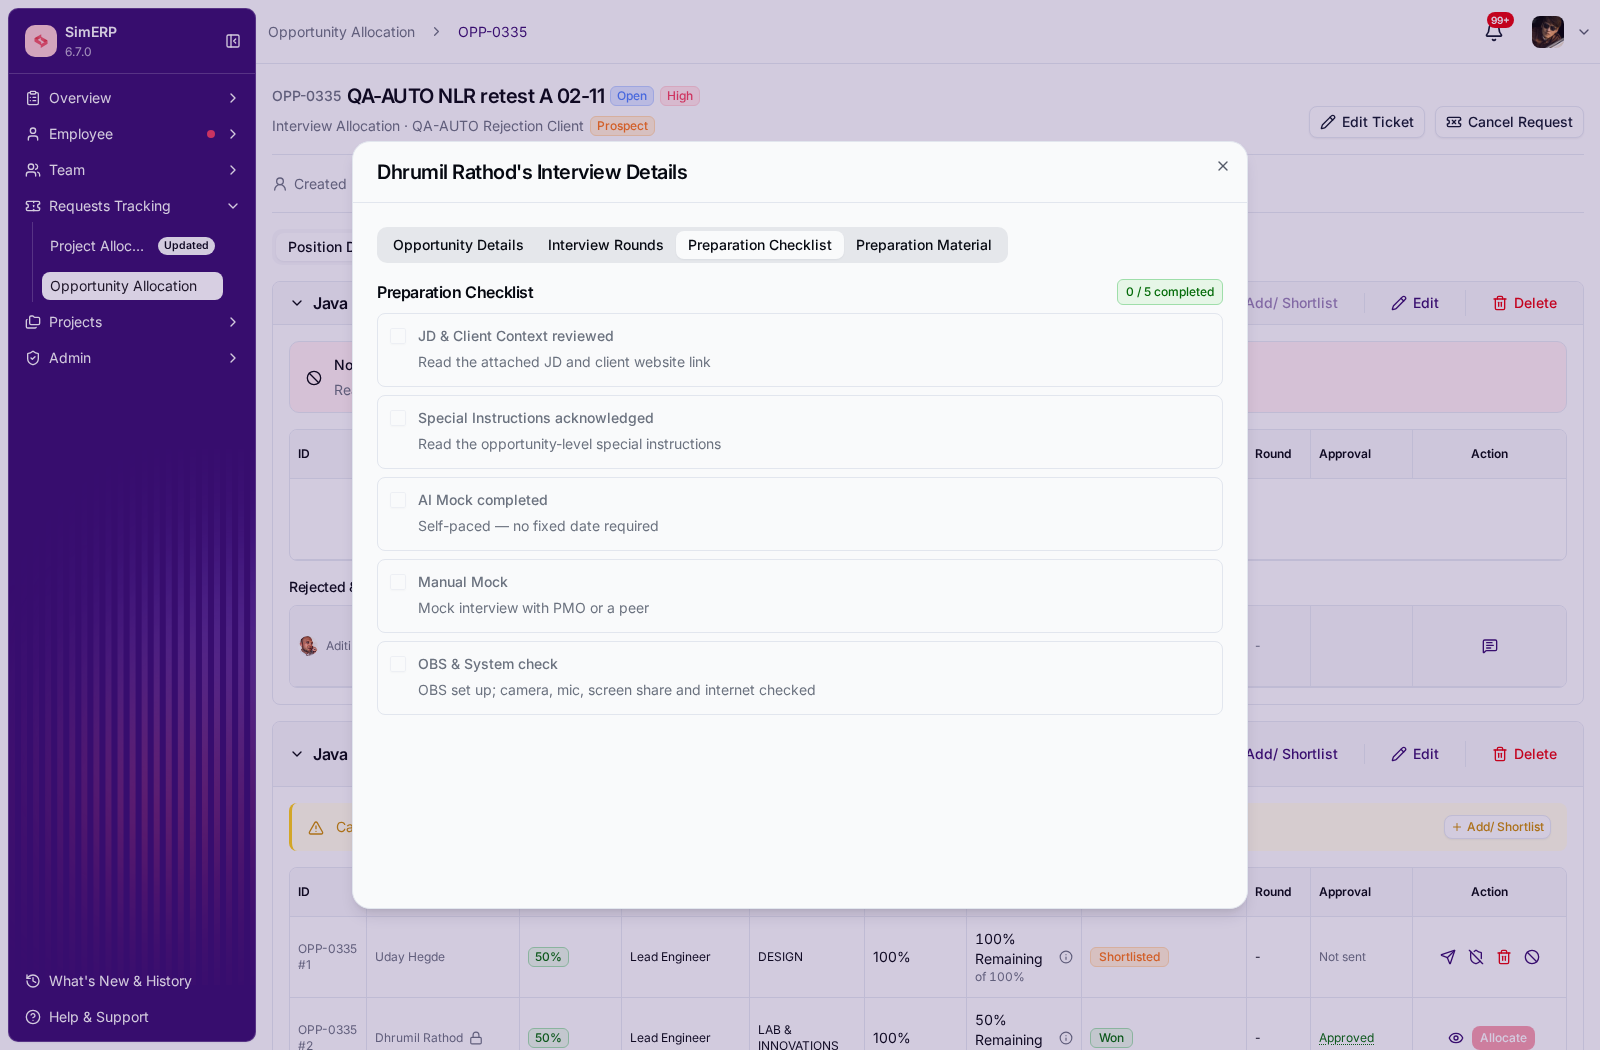 SimERP
6.7.0
Overview
Employee
Team
Requests Tracking
Project Alloc... Updated
Opportunity Allocation
Projects
Admin
What's New & History
Help & Support
Opportunity Allocation OPP-0335
99+
OPP-0335 QA-AUTO NLR retest A 02-11 Open High
Interview Allocation · QA-AUTO Rejection Client Prospect
Edit Ticket Cancel Request
Created
Position D
Java Add/ Shortlist Edit Delete
No
Re
ID Round Approval Action
Rejected &
Aditi -
Java Add/ Shortlist Edit Delete
Ca Add/ Shortlist
ID Round Approval Action
OPP-0335
#1
Uday Hegde 50% Lead Engineer DESIGN 100%
100%
Remaining
of 100%
Shortlisted - Not sent
OPP-0335
#2
Dhrumil Rathod 50% Lead Engineer
LAB &
INNOVATIONS
100%
50%
Remaining
Won - Approved Allocate
Dhrumil Rathod's Interview Details
Opportunity Details Interview Rounds Preparation Checklist Preparation Material
Preparation Checklist 0 / 5 completed
JD & Client Context reviewed
Read the attached JD and client website link
Special Instructions acknowledged
Read the opportunity-level special instructions
AI Mock completed
Self-paced — no fixed date required
Manual Mock
Mock interview with PMO or a peer
OBS & System check
OBS set up; camera, mic, screen share and internet checked